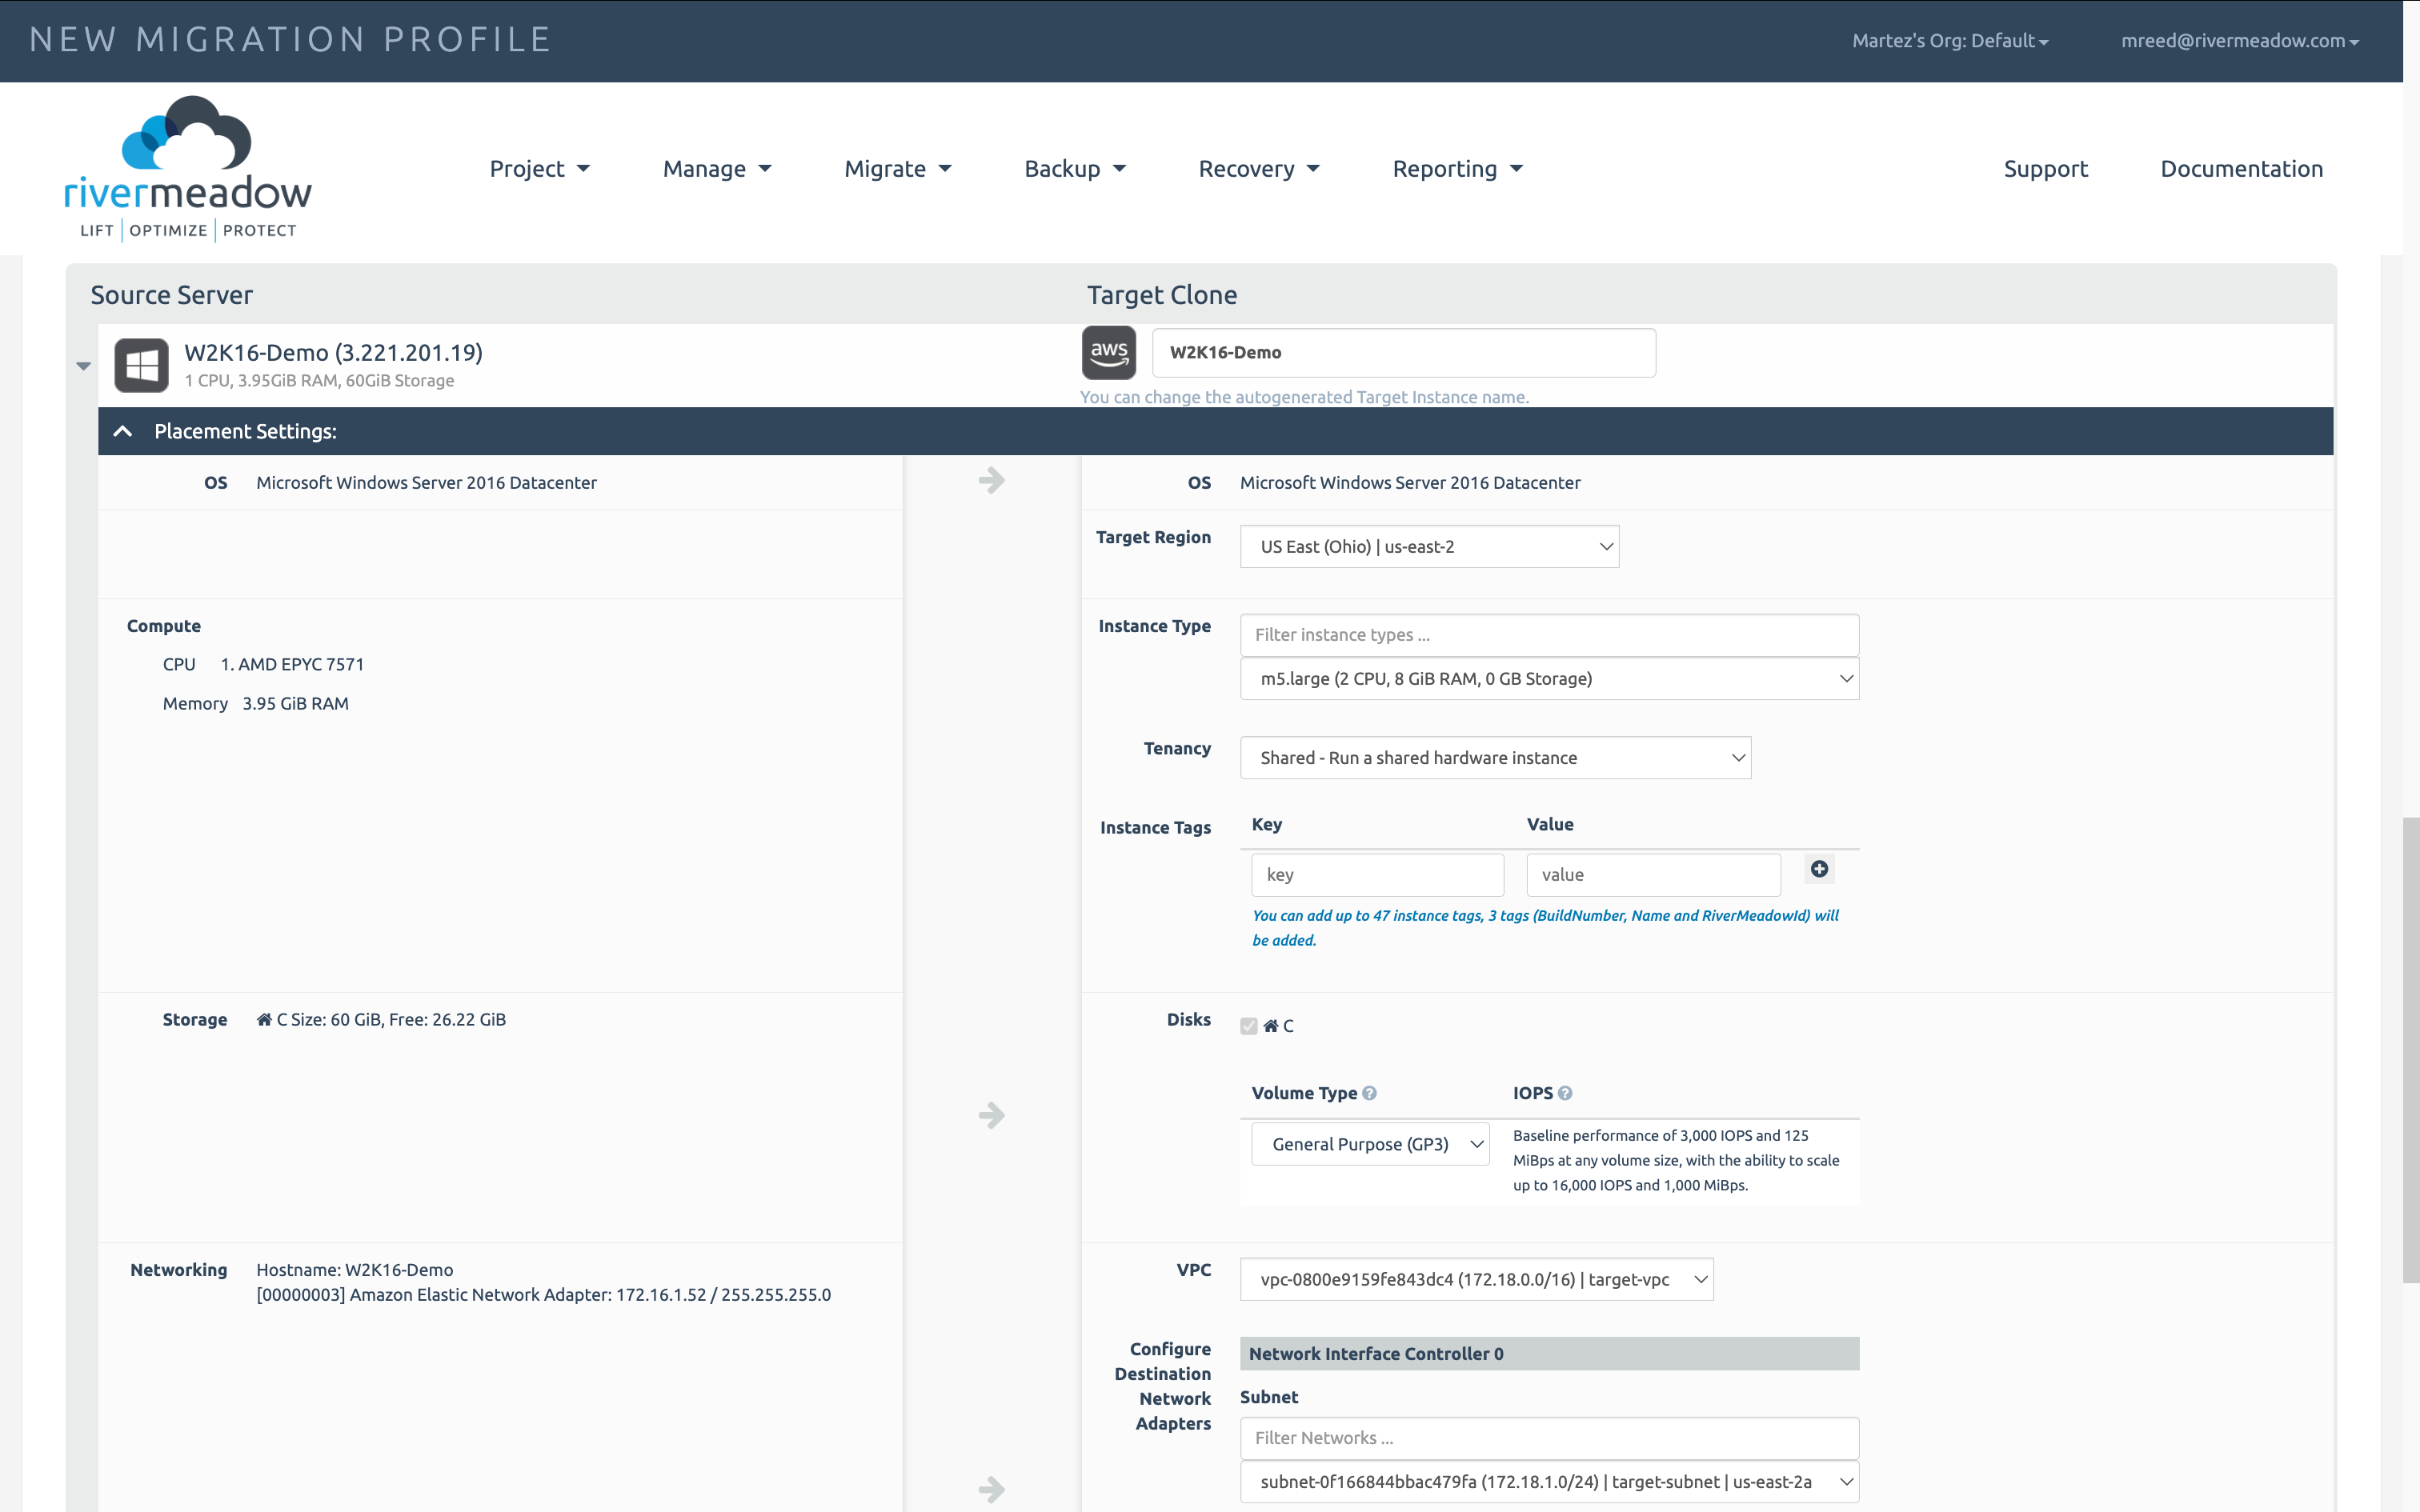 NEW MIGRATION PROFILE
Martez's Org: Default
mreed@rivermeadow.com
rivermeadow
LIFT | OPTIMIZE | PROTECT
Project
Manage
Migrate
Backup
Recovery
Reporting
Support
Documentation
Source Server
Target Clone
W2K16-Demo (3.221.201.19)
1 CPU, 3.95GiB RAM, 60GiB Storage
aws
W2K16-Demo
You can change the autogenerated Target Instance name.
Placement Settings:
OS Microsoft Windows Server 2016 Datacenter
OS Microsoft Windows Server 2016 Datacenter
Target Region
US East (Ohio) | us-east-2
Compute
CPU 1. AMD EPYC 7571
Memory 3.95 GiB RAM
Instance Type
Filter instance types ...
m5.large (2 CPU, 8 GiB RAM, 0 GB Storage)
Tenancy
Shared - Run a shared hardware instance
Instance Tags
Key Value
key value
You can add up to 47 instance tags, 3 tags (BuildNumber, Name and RiverMeadowId) will
be added.
Storage C Size: 60 GiB, Free: 26.22 GiB
Disks
C
Volume Type ? IOPS ?
General Purpose (GP3)
Baseline performance of 3,000 IOPS and 125
MiBps at any volume size, with the ability to scale
up to 16,000 IOPS and 1,000 MiBps.
Networking Hostname: W2K16-Demo
[00000003] Amazon Elastic Network Adapter: 172.16.1.52 / 255.255.255.0
VPC
vpc-0800e9159fe843dc4 (172.18.0.0/16) | target-vpc
Configure
Destination
Network
Adapters
Network Interface Controller 0
Subnet
Filter Networks ...
subnet-0f166844bbac479fa (172.18.1.0/24) | target-subnet | us-east-2a